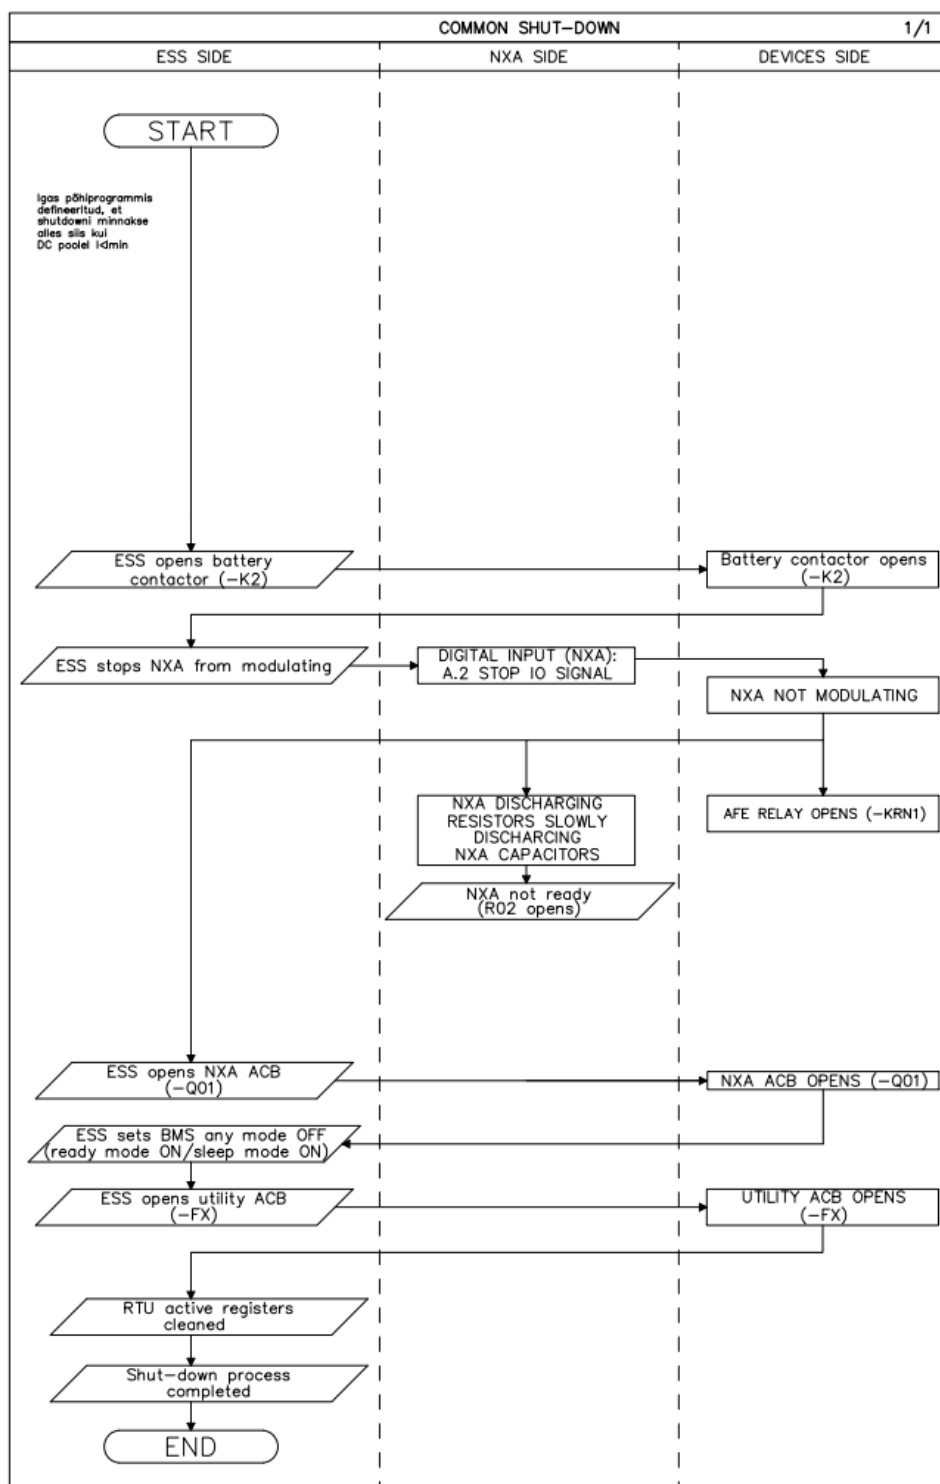 COMMON SHUT-DOWN
1/1
ESS SIDE
NXA SIDE
DEVICES SIDE
START
Igas põhiprogrammis
defineeritud, et
shutdowni minnakse
alles siis kui
DC poolel I<Imin
ESS opens battery
contactor (-K2)
Battery contactor opens
(-K2)
ESS stops NXA from modulating
DIGITAL INPUT (NXA):
A.2 STOP IO SIGNAL
NXA NOT MODULATING
NXA DISCHARGING
RESISTORS SLOWLY
DISCHARCING
NXA CAPACITORS
AFE RELAY OPENS (-KRN1)
NXA not ready
(RO2 opens)
ESS opens NXA ACB
(-Q01)
NXA ACB OPENS (-Q01)
ESS sets BMS any mode OFF
(ready mode ON/sleep mode ON)
ESS opens utility ACB
(-FX)
UTILITY ACB OPENS
(-FX)
RTU active registers
cleaned
Shut-down process
completed
END